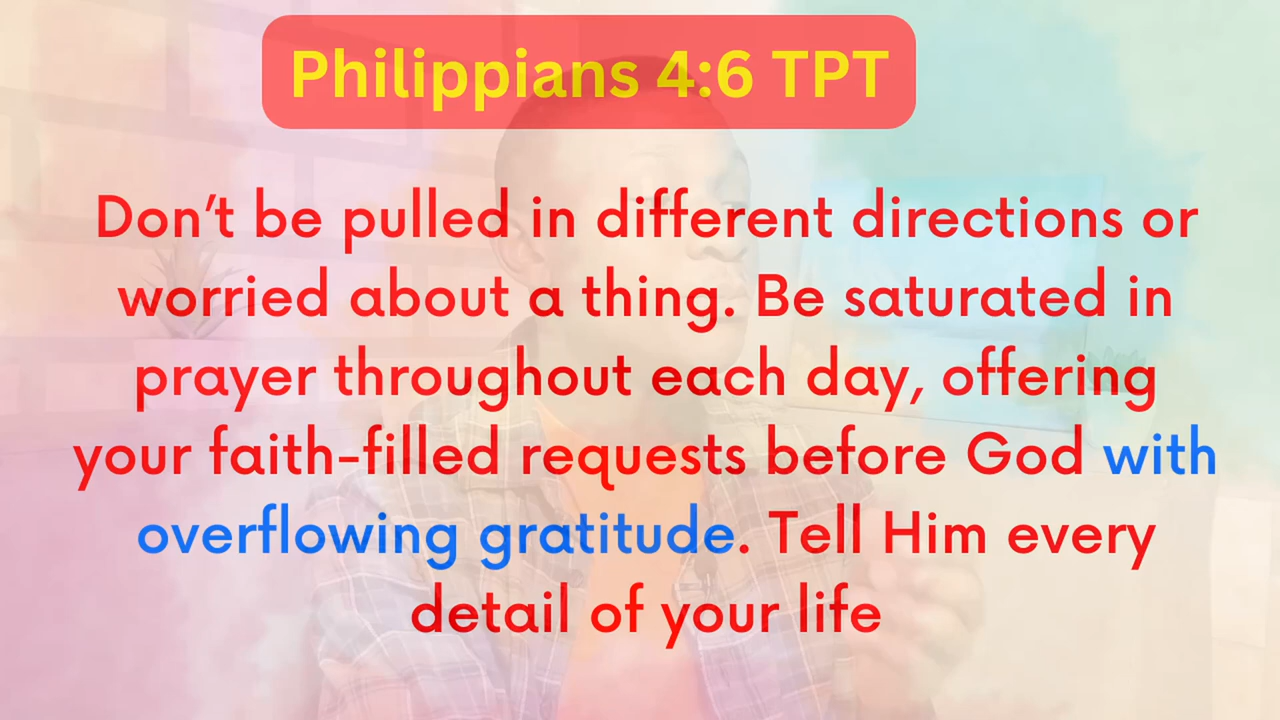 Philippians 4:6 TPT
Don’t be pulled in different directions or
worried about a thing. Be saturated in
prayer throughout each day, offering
your faith-filled requests before God with
overflowing gratitude. Tell Him every
detail of your life